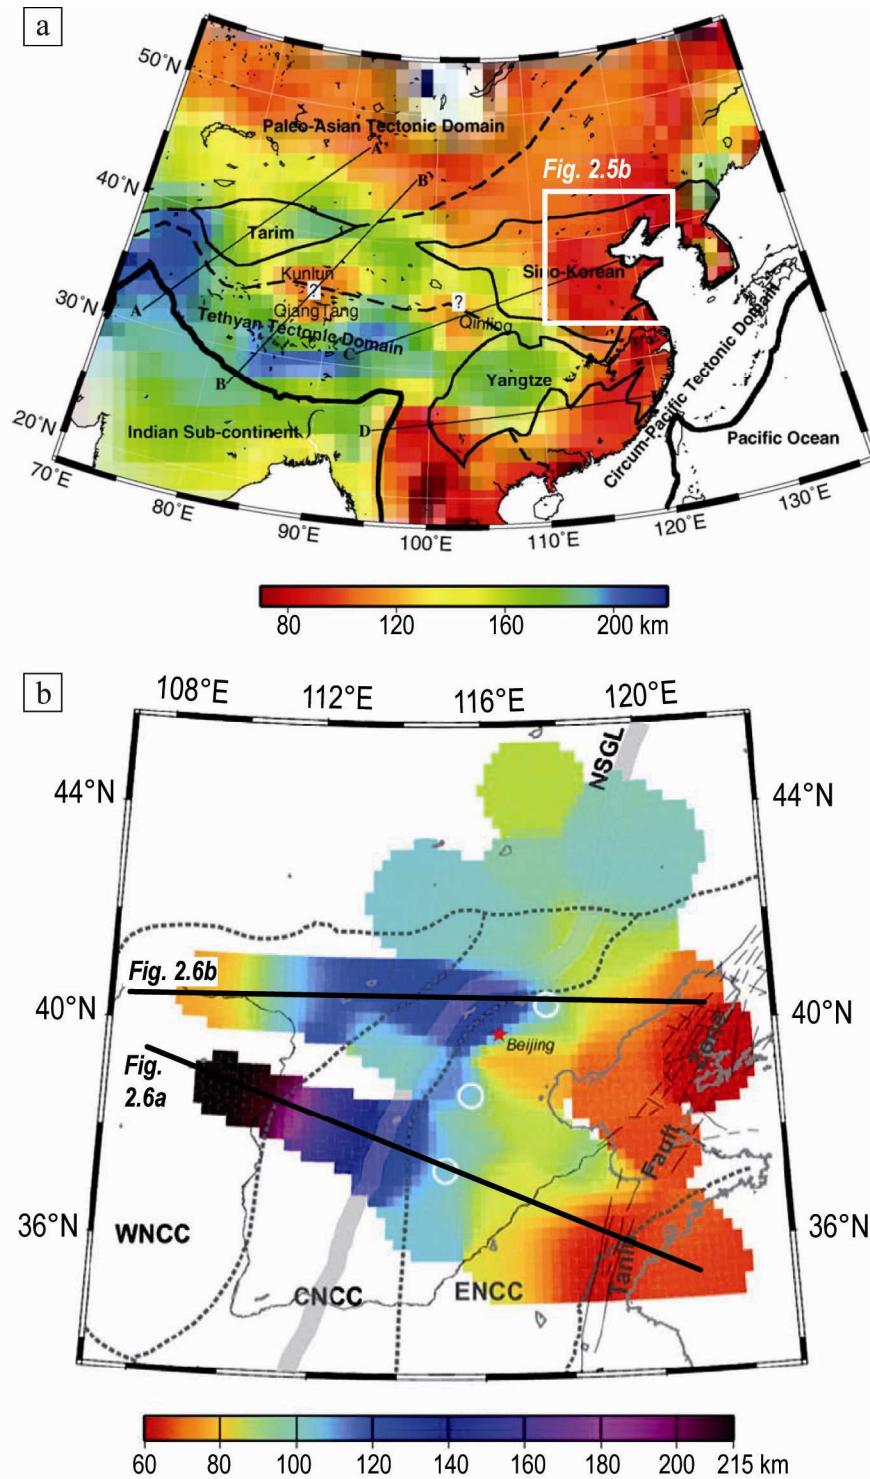 a
50°N
40°N
30°N
20°N
70°E
80°E
90°E
100°E
110°E
120°E
130°E
Paleo-Asian Tectonic Domain
A'
B'
Fig. 2.5b
Tarim
Sino-Korean
Kunlun
?
?
QiangTang
Qinling
A
Tethyan Tectonic Domain
C
B
Yangtze
D
Indian Sub-continent
Circum-Pacific Tectonic Domain
Pacific Ocean
80 120 160 200 km
b
108°E 112°E 116°E 120°E
NSGL
44°N 44°N
Fig. 2.6b
40°N 40°N
Beijing
Zone
Fig.
2.6a
Fault
36°N 36°N
WNCC
Tanlu
CNCC ENCC
60 80 100 120 140 160 180 200 215 km